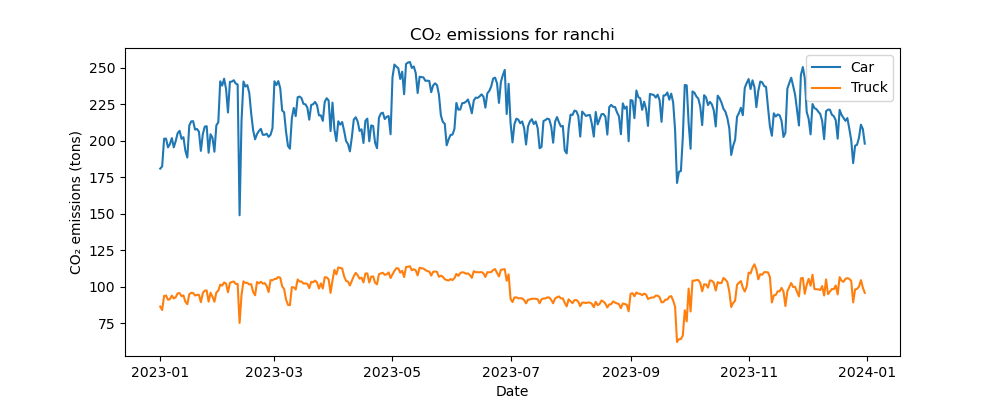 CO₂ emissions for ranchi
Car
Truck
CO₂ emissions (tons)
250
225
200
175
150
125
100
75
2023-01 2023-03 2023-05 2023-07 2023-09 2023-11 2024-01
Date